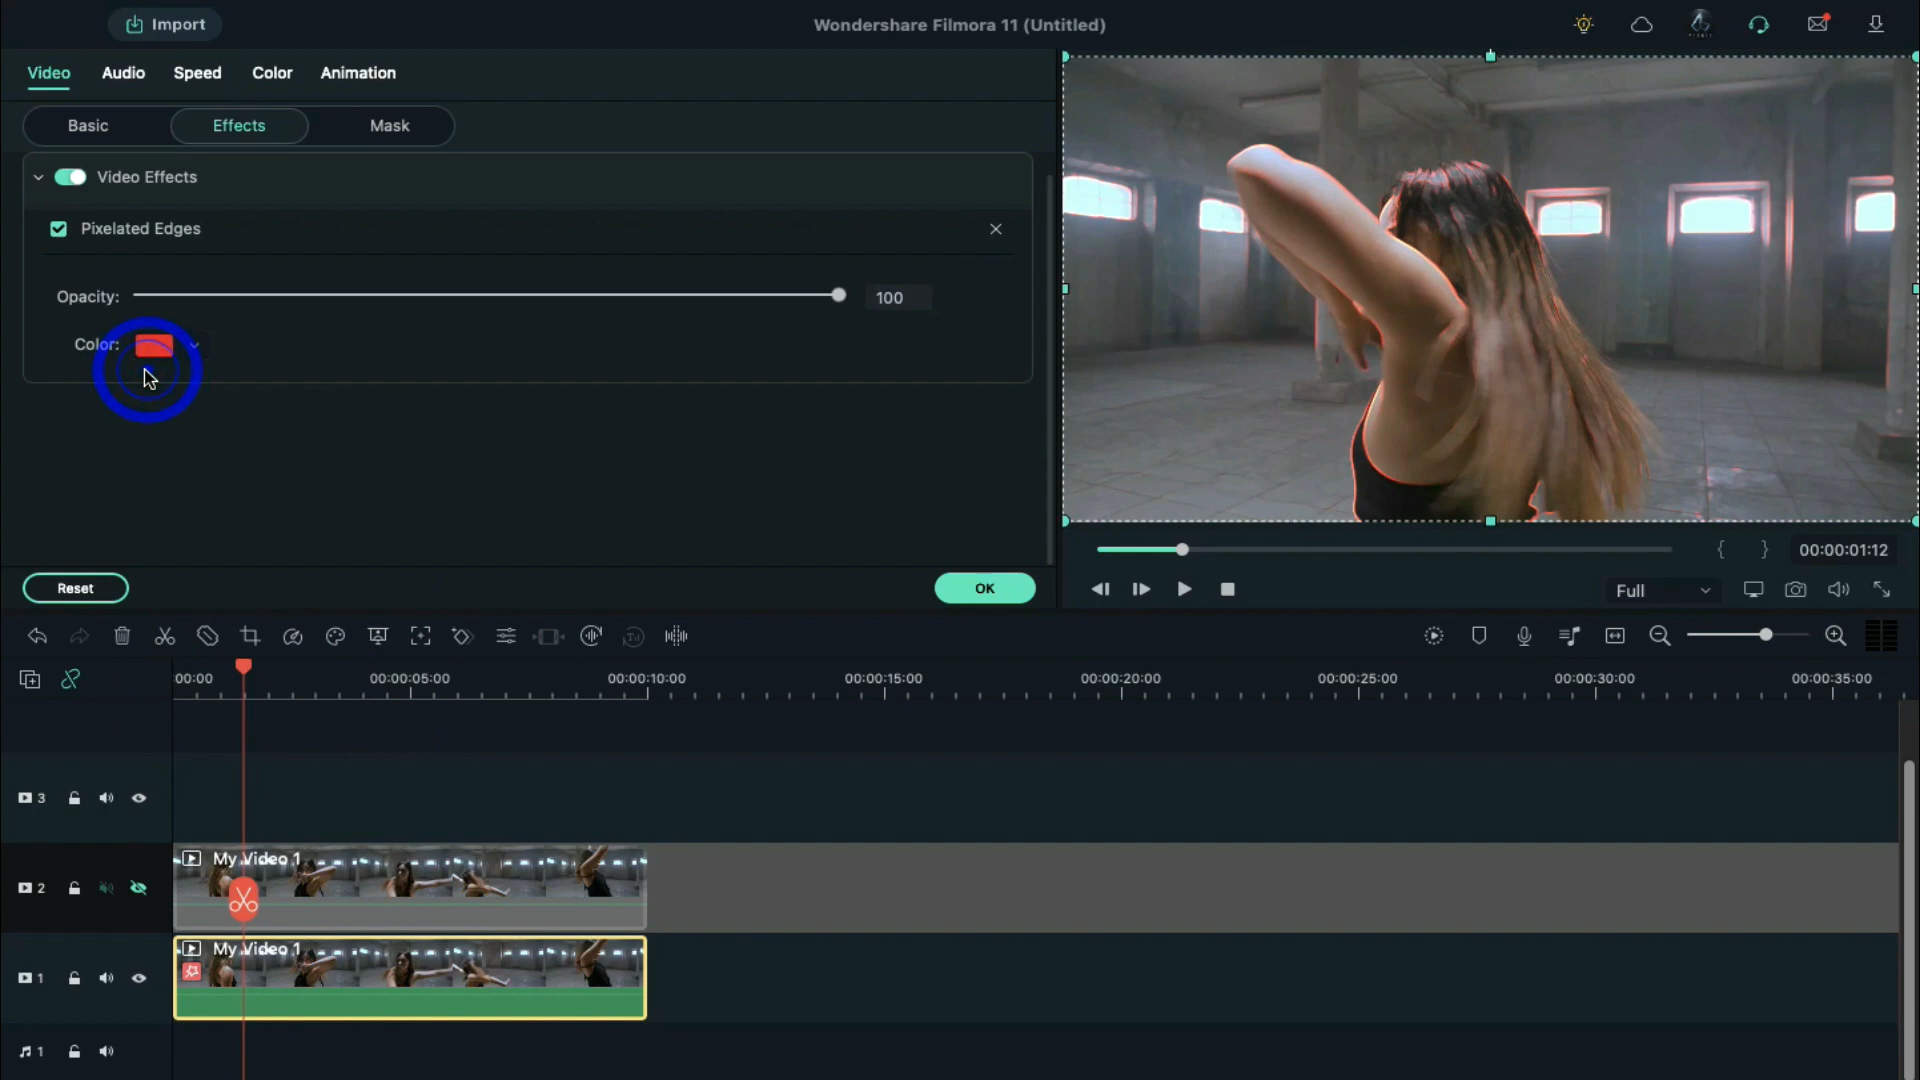 Import
Wondershare Filmora 11 (Untitled)
Video Audio Speed Color Animation
Basic Effects Mask
Video Effects
Pixelated Edges
Opacity: 100
Color:
Reset OK
00:00:01:12
Full
:00:00 00:00:05:00 00:00:10:00 00:00:15:00 00:00:20:00 00:00:25:00 00:00:30:00 00:00:35:00
3
2 My Video 1
1 My Video 1
1